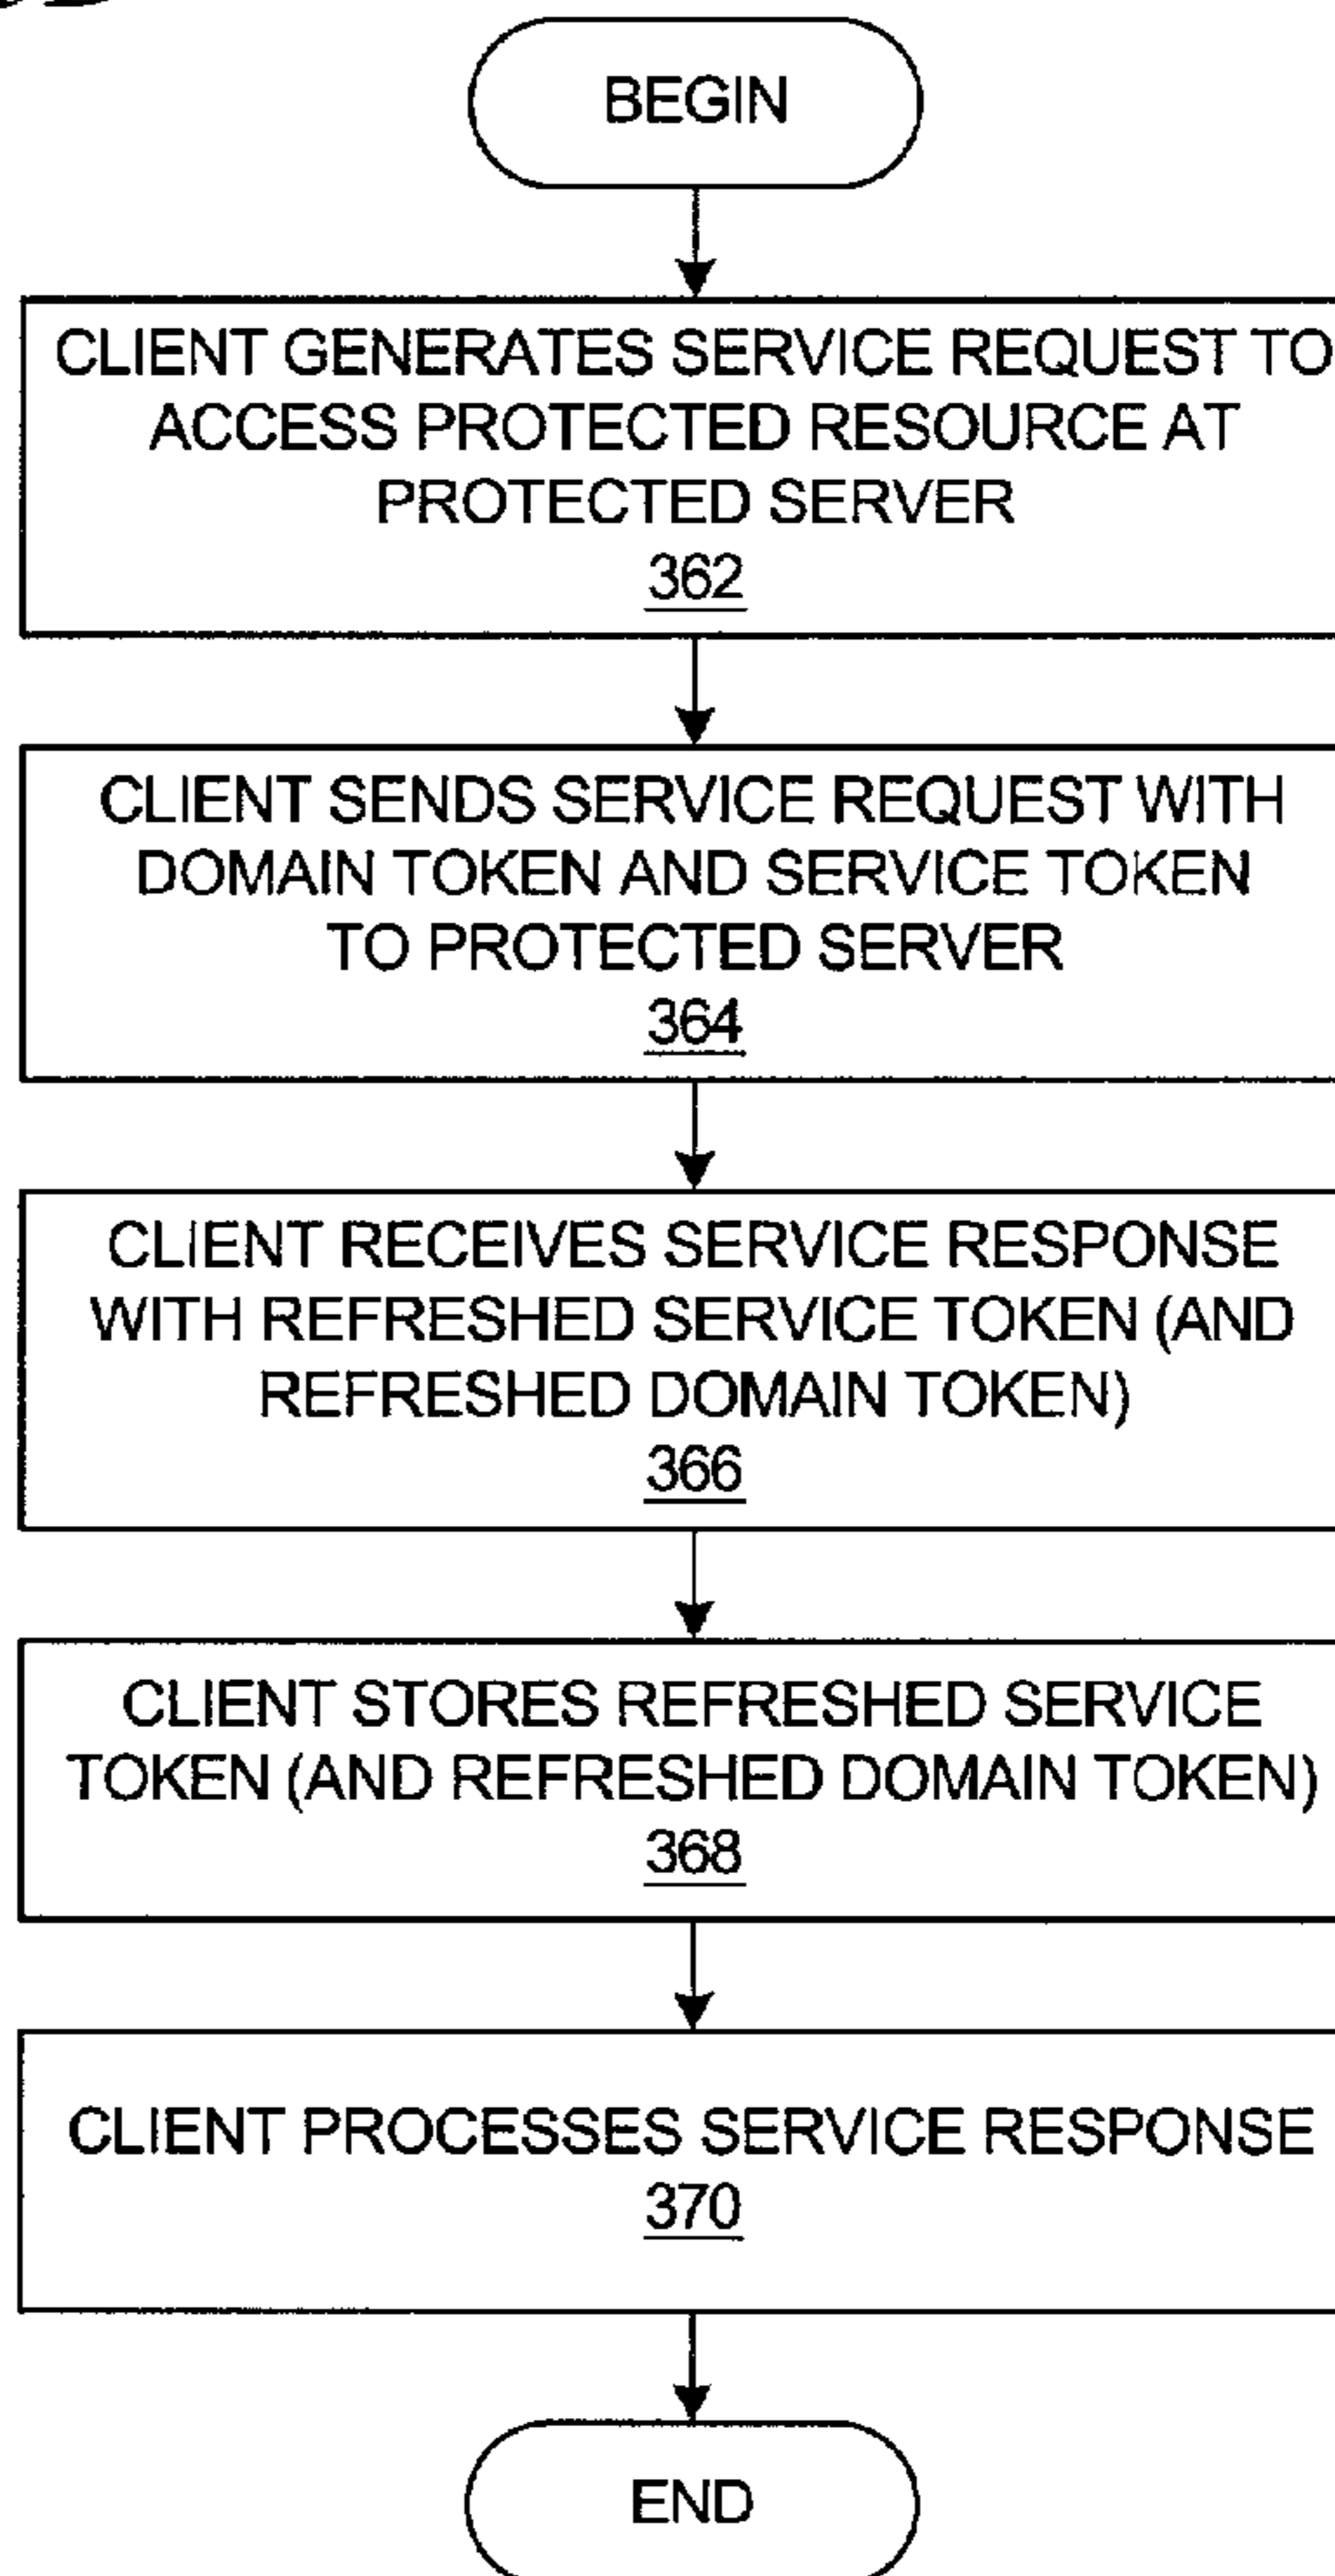 BEGIN
CLIENT GENERATES SERVICE REQUEST TO
ACCESS PROTECTED RESOURCE AT
PROTECTED SERVER
362
CLIENT SENDS SERVICE REQUEST WITH
DOMAIN TOKEN AND SERVICE TOKEN
TO PROTECTED SERVER
364
CLIENT RECEIVES SERVICE RESPONSE
WITH REFRESHED SERVICE TOKEN (AND
REFRESHED DOMAIN TOKEN)
366
CLIENT STORES REFRESHED SERVICE
TOKEN (AND REFRESHED DOMAIN TOKEN)
368
CLIENT PROCESSES SERVICE RESPONSE
370
END